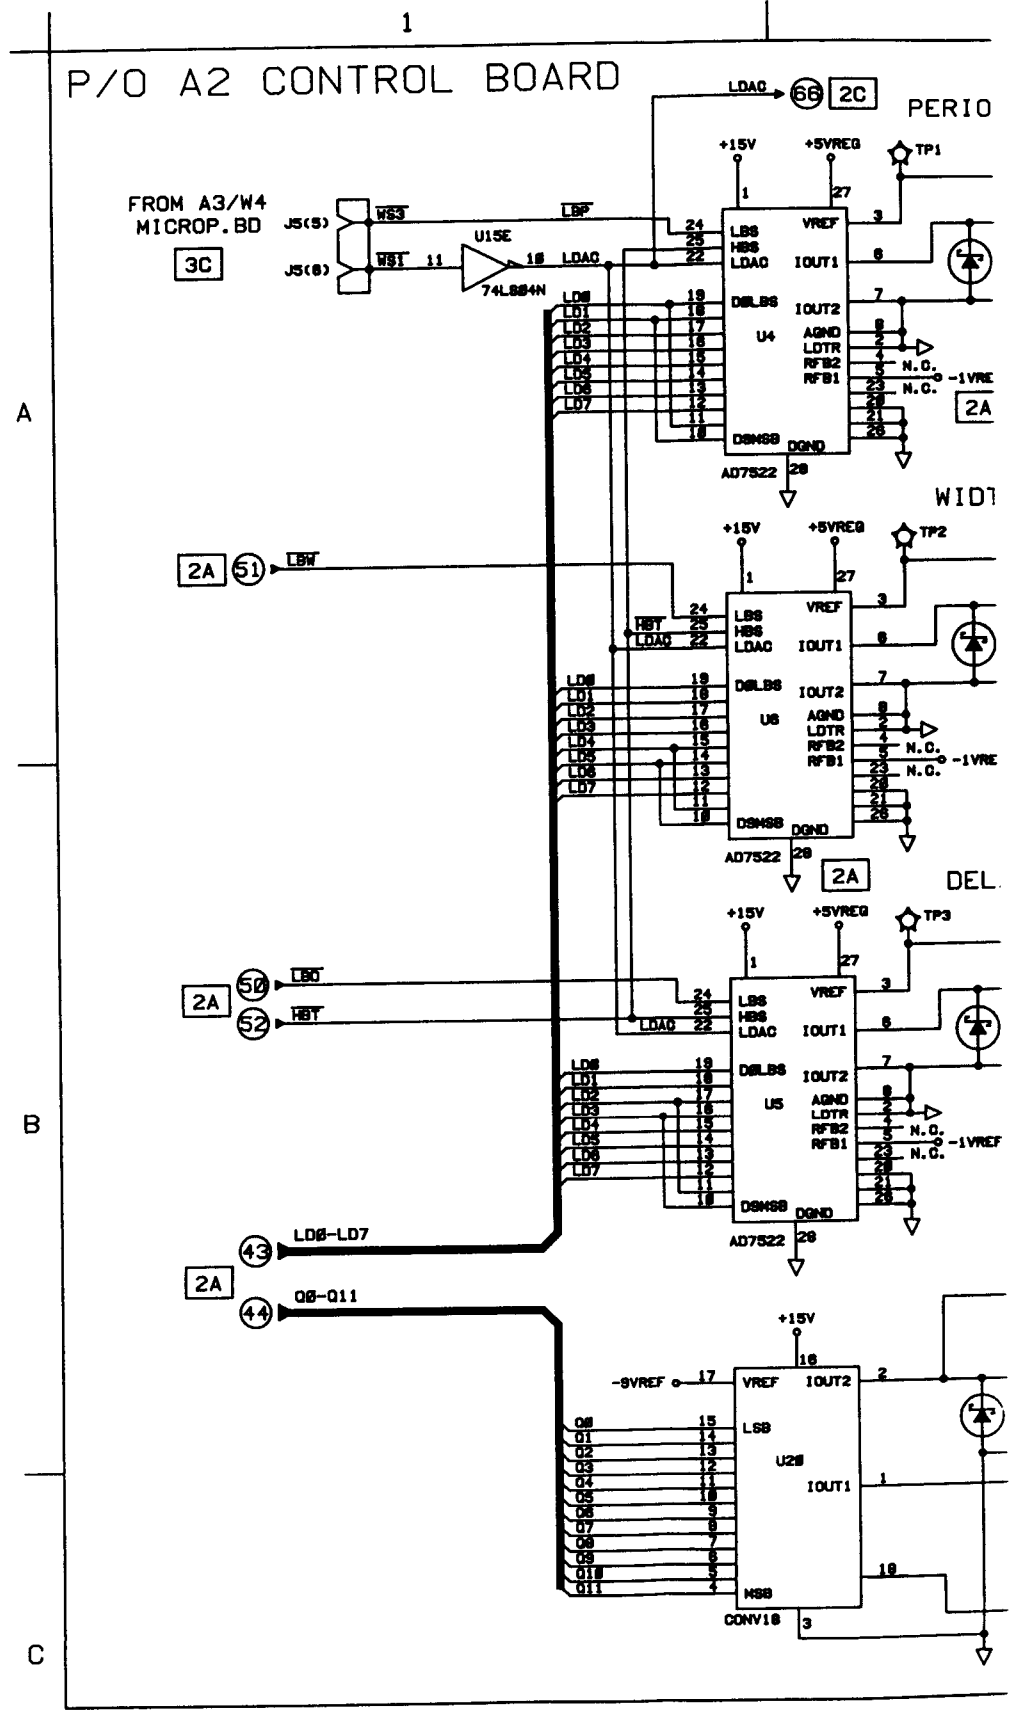 1
P/O A2 CONTROL BOARD
LDAC 66 2C
PERIO
+15V +5VREG TP1
1 27
FROM A3/W4
MICROP.BD
3C
J5(5) WS3 LBP 24 LBS VREF 3
25 HBS
J5(6) WS1 11 U15E 10 LDAC 22 LDAC IOUT1 6
74LS04N
LD0 19 D0LBS IOUT2 7
LD1 18
LD2 17 U4 AGND
LD3 16 LDTR 2
LD4 15 RFB2 4 N.C.
LD5 14 RFB1 5 -1VRE
LD6 13 23 N.C.
LD7 12 20
11 21
10 D9MSB DGND 26
2A
A
AD7522 28
WIDT
+15V +5VREG TP2
1 27
2A 51 LBW
24 LBS VREF 3
HBT 25 HBS
LDAC 22 LDAC IOUT1 6
LD0 19 D0LBS IOUT2 7
LD1 18
LD2 17 U6 AGND
LD3 16 LDTR 2
LD4 15 RFB2 4 N.C.
LD5 14 RFB1 5 -1VRE
LD6 13 23 N.C.
LD7 12 20
11 21
10 D9MSB DGND 26
AD7522 28
2A
DEL
+15V +5VREG TP3
1 27
2A 50 LBD
52 HBT
24 LBS VREF 3
25 HBS
LDAC 22 LDAC IOUT1 6
LD0 19 D0LBS IOUT2 7
LD1 18
LD2 17 U5 AGND
LD3 16 LDTR 2
LD4 15 RFB2 4 N.C.
LD5 14 RFB1 5 -1VREF
LD6 13 23 N.C.
LD7 12 20
11 21
10 D9MSB DGND 26
B
AD7522 28
43 LD0-LD7
2A
44 Q0-Q11
+15V
16
-9VREF 17 VREF IOUT2 2
Q0 15 LSB
Q1 14
Q2 13
Q3 12 U20
Q4 11 IOUT1 1
Q5 10
Q6 9
Q7 8
Q8 7
Q9 6
Q10 5 18
Q11 4 MSB
CONV18 3
C